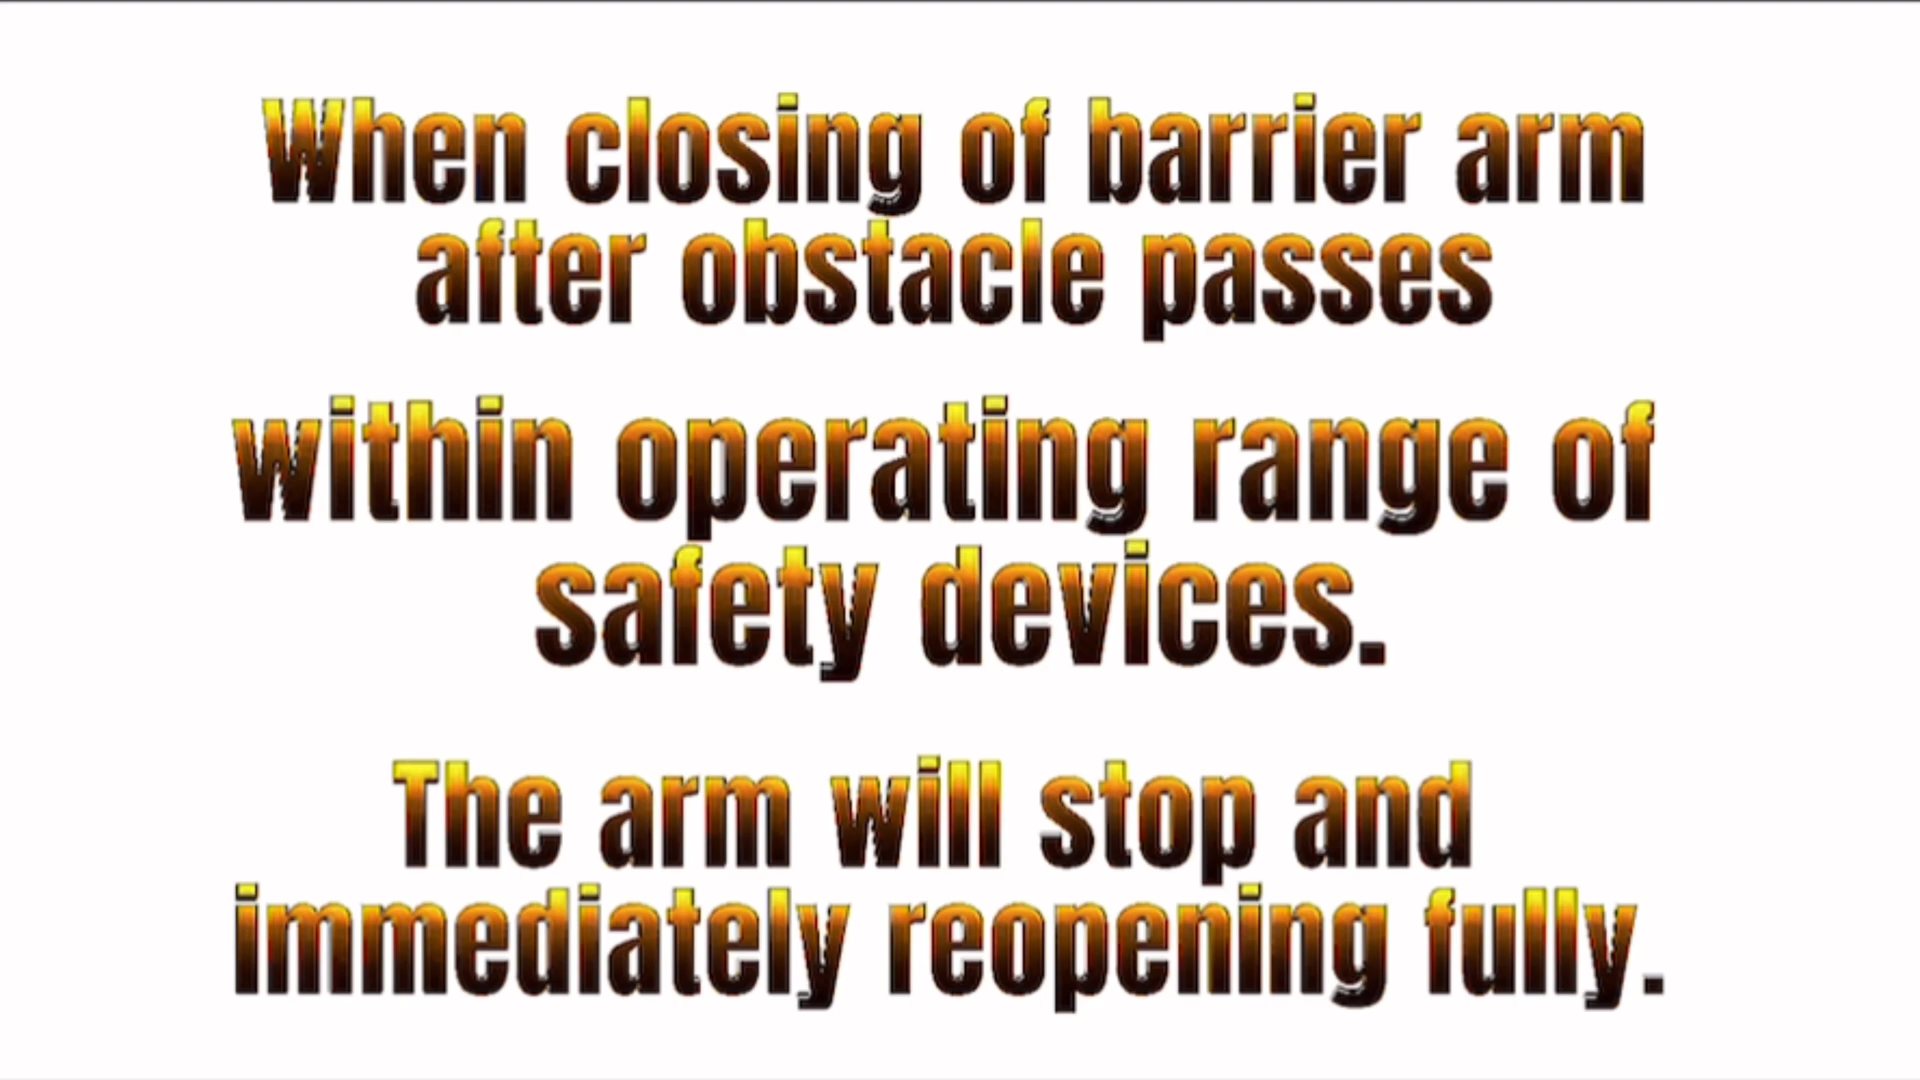 When closing of barrier arm
after obstacle passes
within operating range of
safety devices.
The arm will stop and
immediately reopening fully.